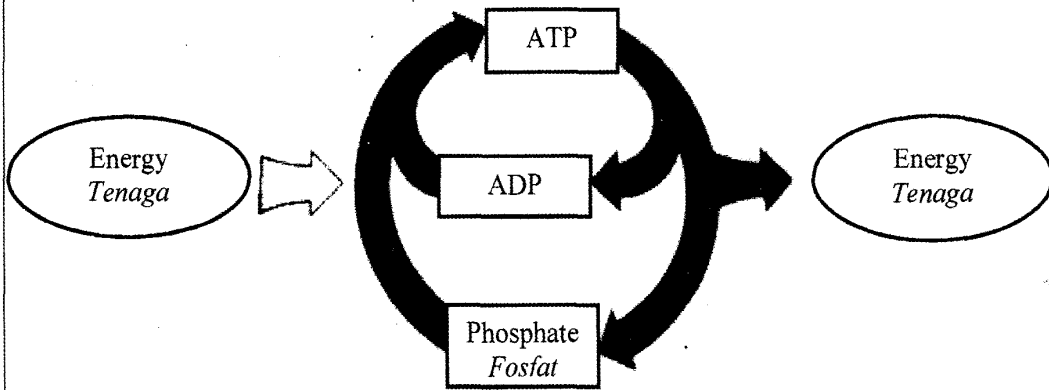 ATP
Energy
Tenaga
ADP
Energy
Tenaga
Phosphate
Fosfat